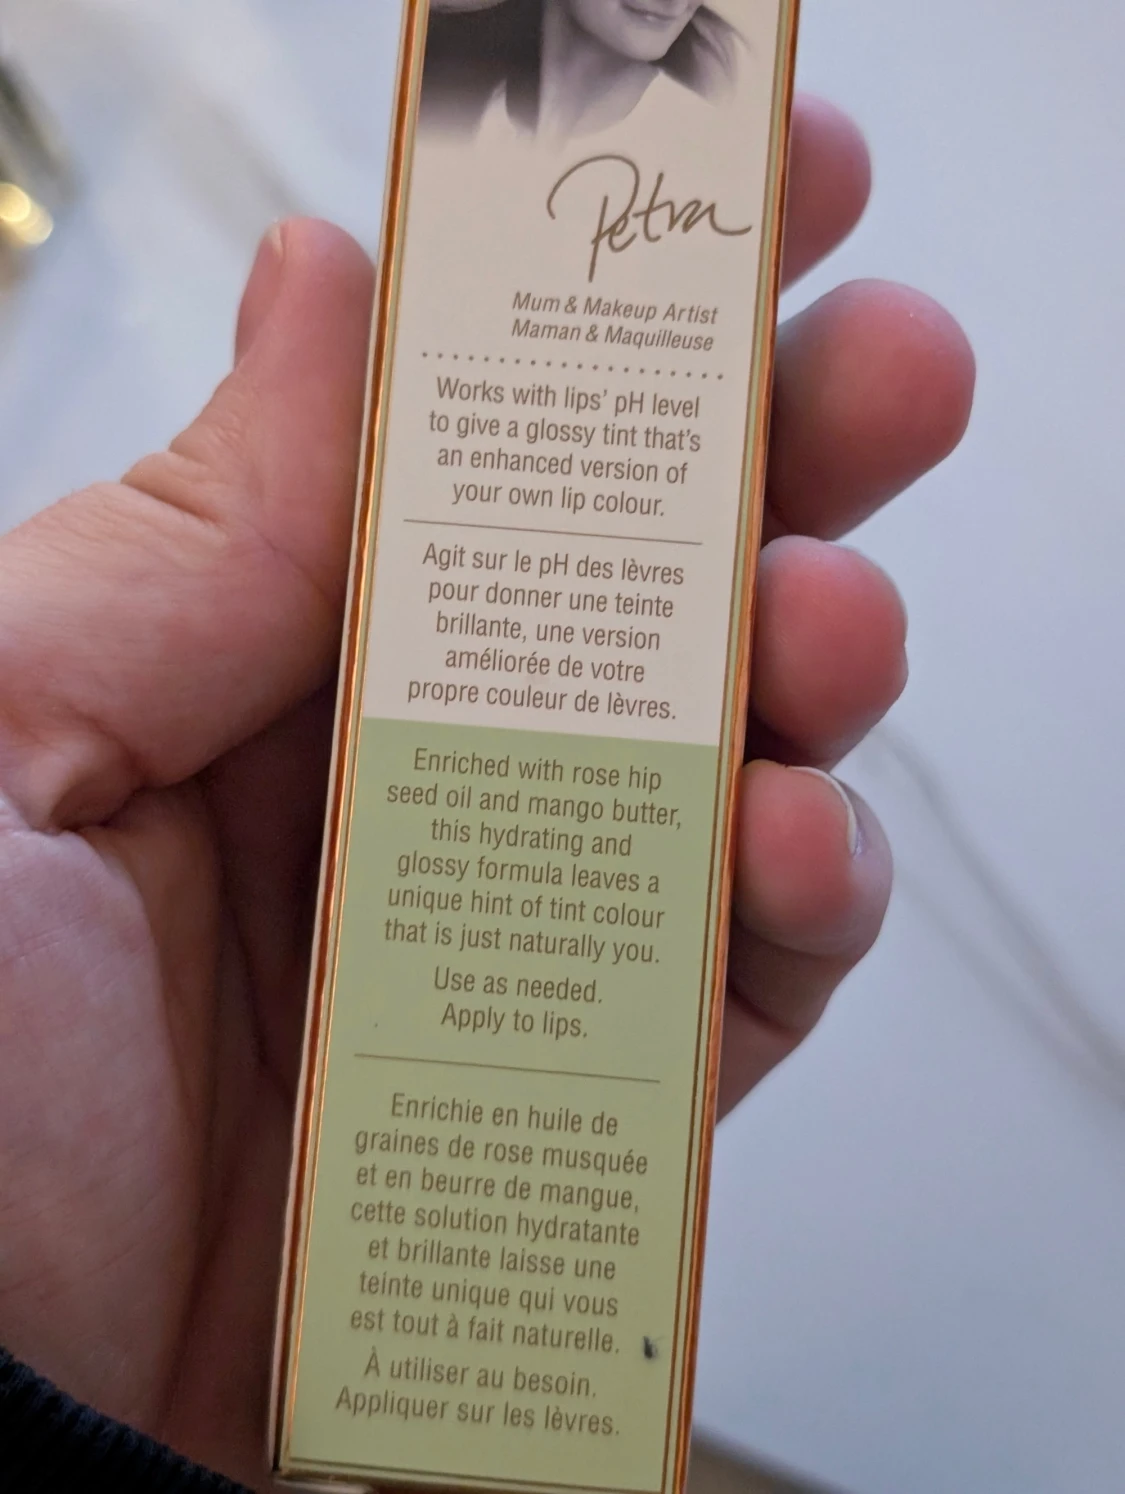 Petra
Mum & Makeup Artist
Maman & Maquilleuse
Works with lips' pH level
to give a glossy tint that's
an enhanced version of
your own lip colour.
Agit sur le pH des lèvres
pour donner une teinte
brillante, une version
améliorée de votre
propre couleur de lèvres.
Enriched with rose hip
seed oil and mango butter,
this hydrating and
glossy formula leaves a
unique hint of tint colour
that is just naturally you.
Use as needed.
Apply to lips.
Enrichie en huile de
graines de rose musquée
et en beurre de mangue,
cette solution hydratante
et brillante laisse une
teinte unique qui vous
est tout à fait naturelle.
À utiliser au besoin.
Appliquer sur les lèvres.